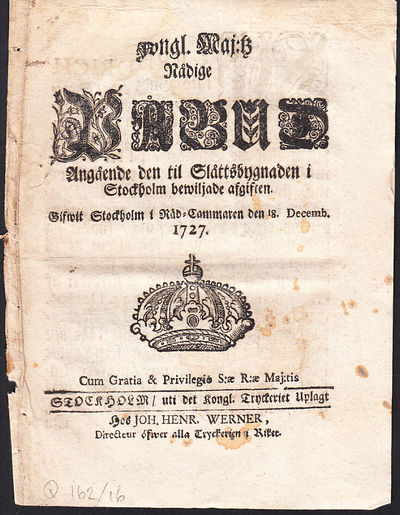 Kongl. Maj:tz
Nådige
PÅBUD
Angående den til Slåttsbygnaden i
Stockholm bewiljade afgiften.
Gifwit Stockholm i Råd-Cammaren den 18. Decemb.
1727.
Cum Gratia & Privilegio S:æ R:æ Maj:tis
STOCKHOLM/ uti det Kongl. Tryckeriet Uplagt
Hos JOH. HENR. WERNER,
Directeur öfwer alla Tryckerien i Riket.
Q 162/16